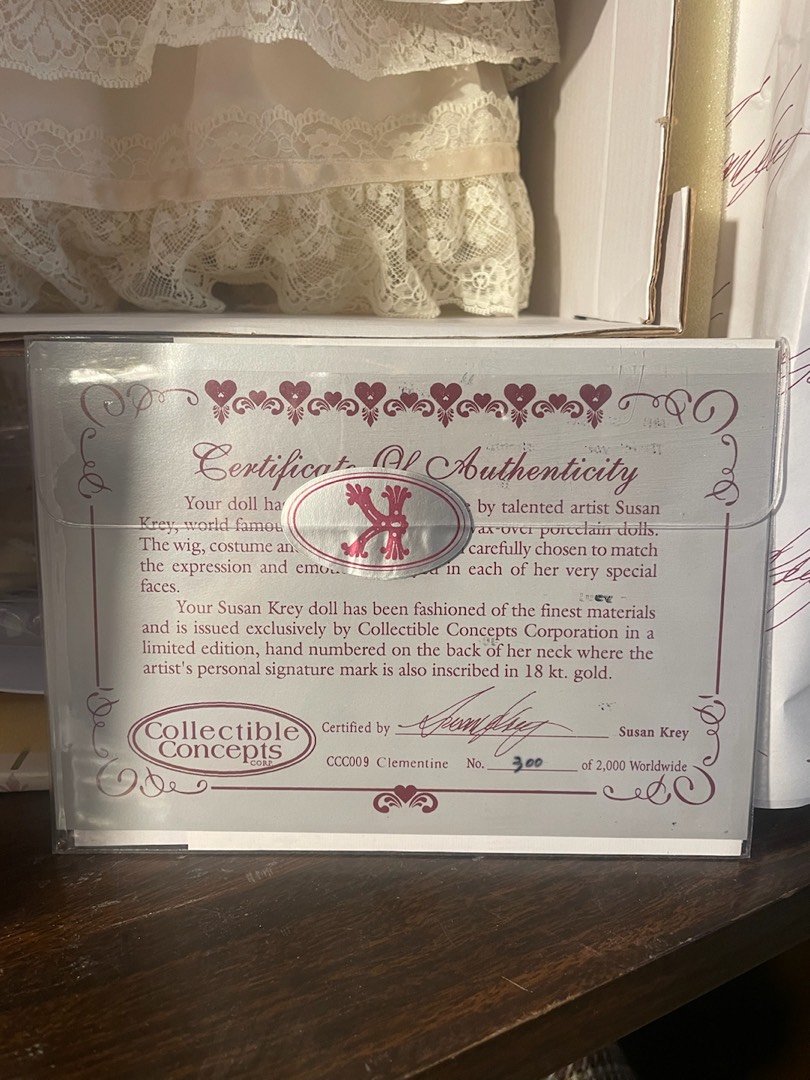 Certificate Of Authenticity
Your doll ha by talented artist Susan
Krey, world famou ax-over porcelain dolls.
The wig, costume an carefully chosen to match
the expression and emo in each of her very special
faces.
Your Susan Krey doll has been fashioned of the finest materials
and is issued exclusively by Collectible Concepts Corporation in a
limited edition, hand numbered on the back of her neck where the
artist's personal signature mark is also inscribed in 18 kt. gold.
Collectible
Concepts
CORP.
Certified by Susan Krey Susan Krey
CCC009 Clementine No. 300 of 2,000 Worldwide
K